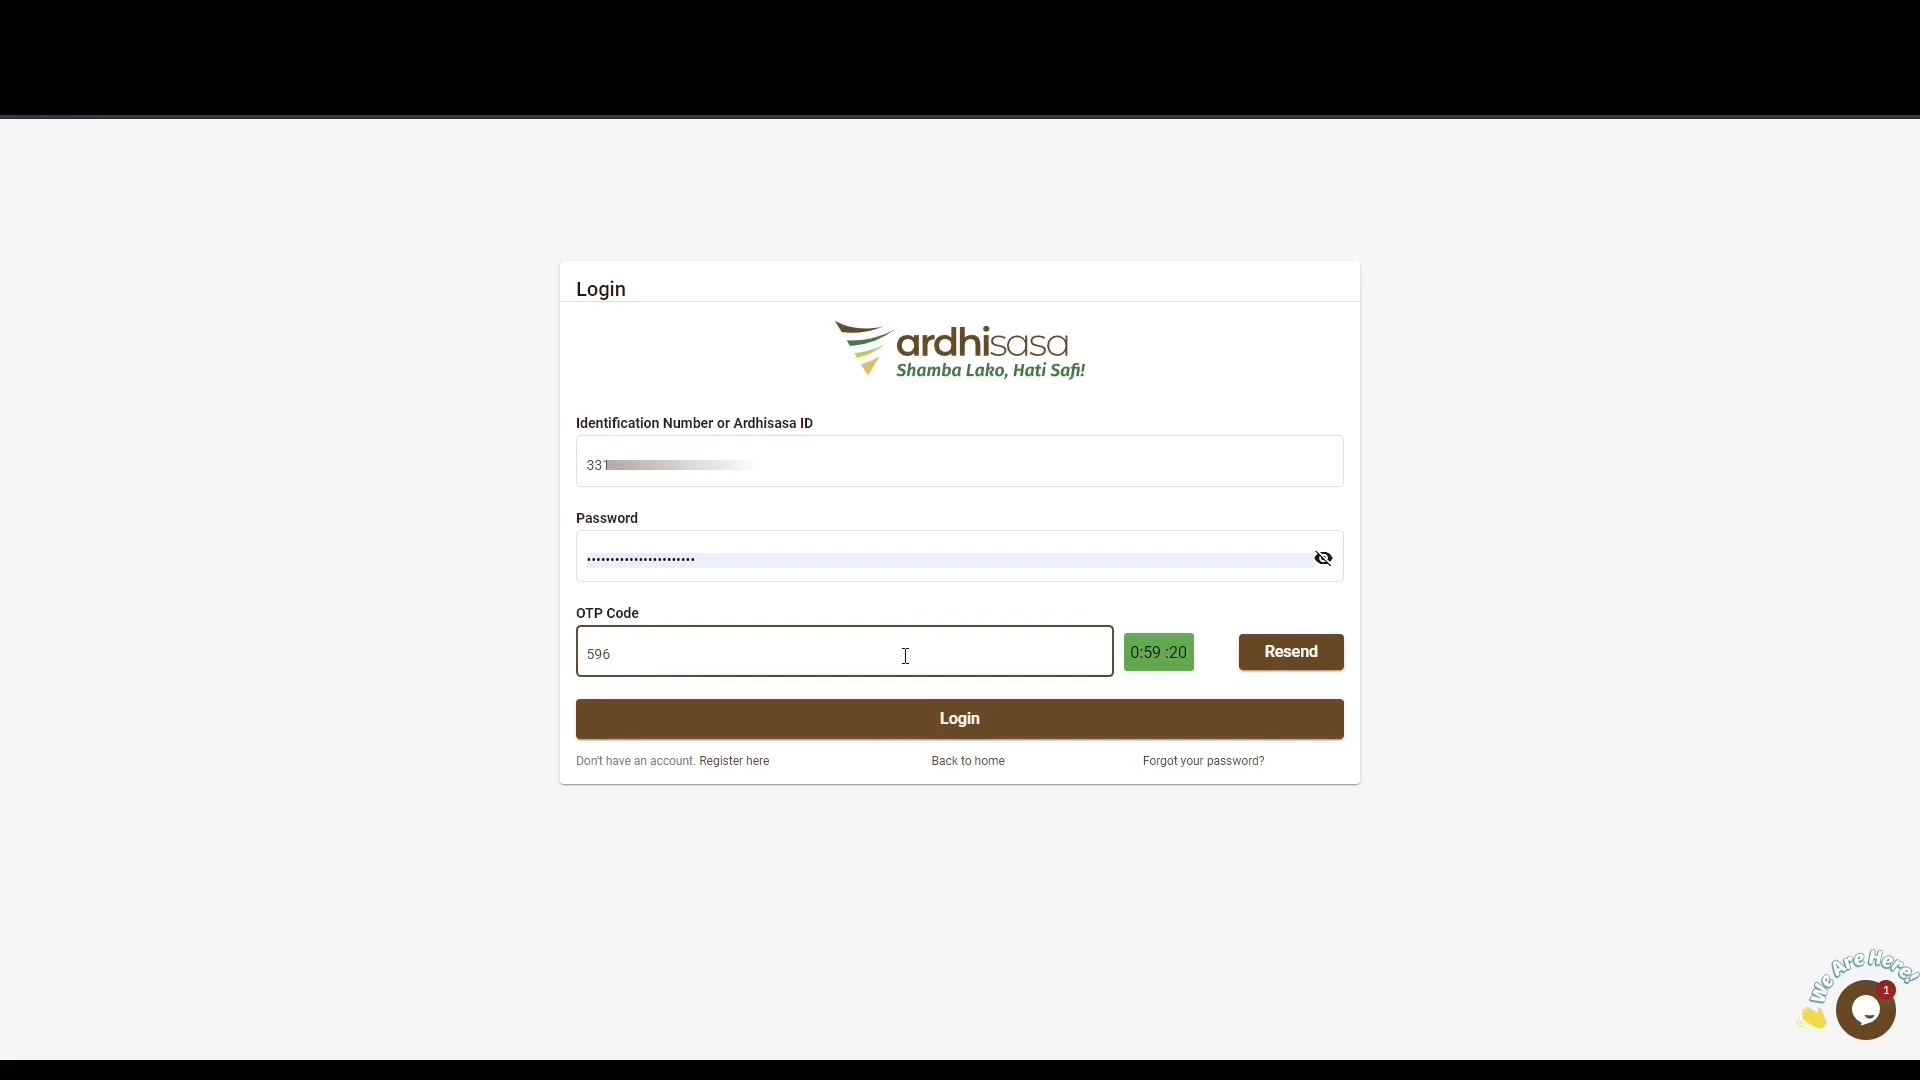 Login
ardhisasa
Shamba Lako, Hati Safi!
Identification Number or Ardhisasa ID
331
Password
OTP Code
596
0:59 :20
Resend
Login
Don't have an account. Register here
Back to home
Forgot your password?
We Are Here!
1